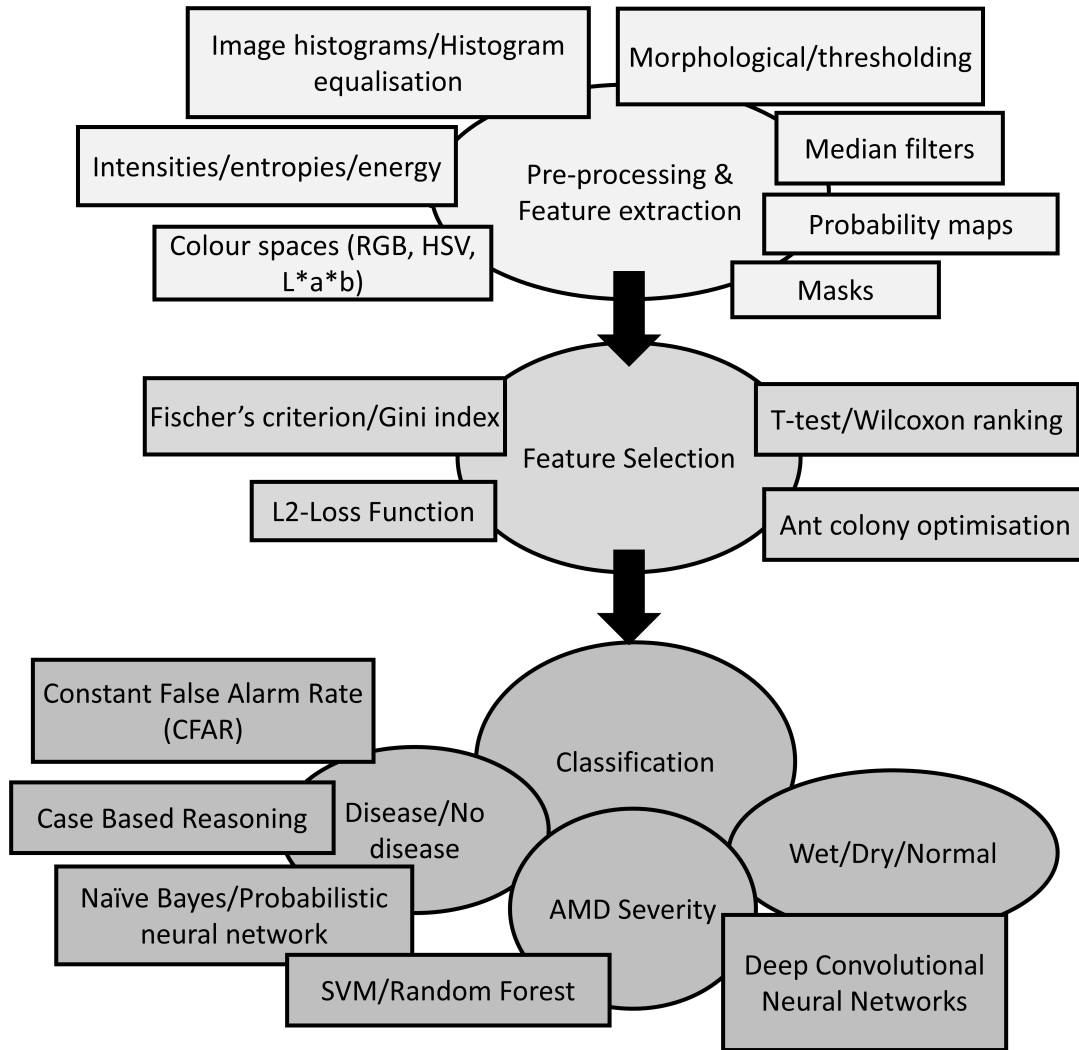 Image histograms/Histogram
equalisation
Morphological/thresholding
Median filters
Intensities/entropies/energy
Pre-processing &
Feature extraction
Probability maps
Colour spaces (RGB, HSV,
L*a*b)
Masks
Fischer’s criterion/Gini index
T-test/Wilcoxon ranking
Feature Selection
L2-Loss Function
Ant colony optimisation
Constant False Alarm Rate
(CFAR)
Classification
Case Based Reasoning
Disease/No
disease
Wet/Dry/Normal
Naïve Bayes/Probabilistic
neural network
AMD Severity
SVM/Random Forest
Deep Convolutional
Neural Networks